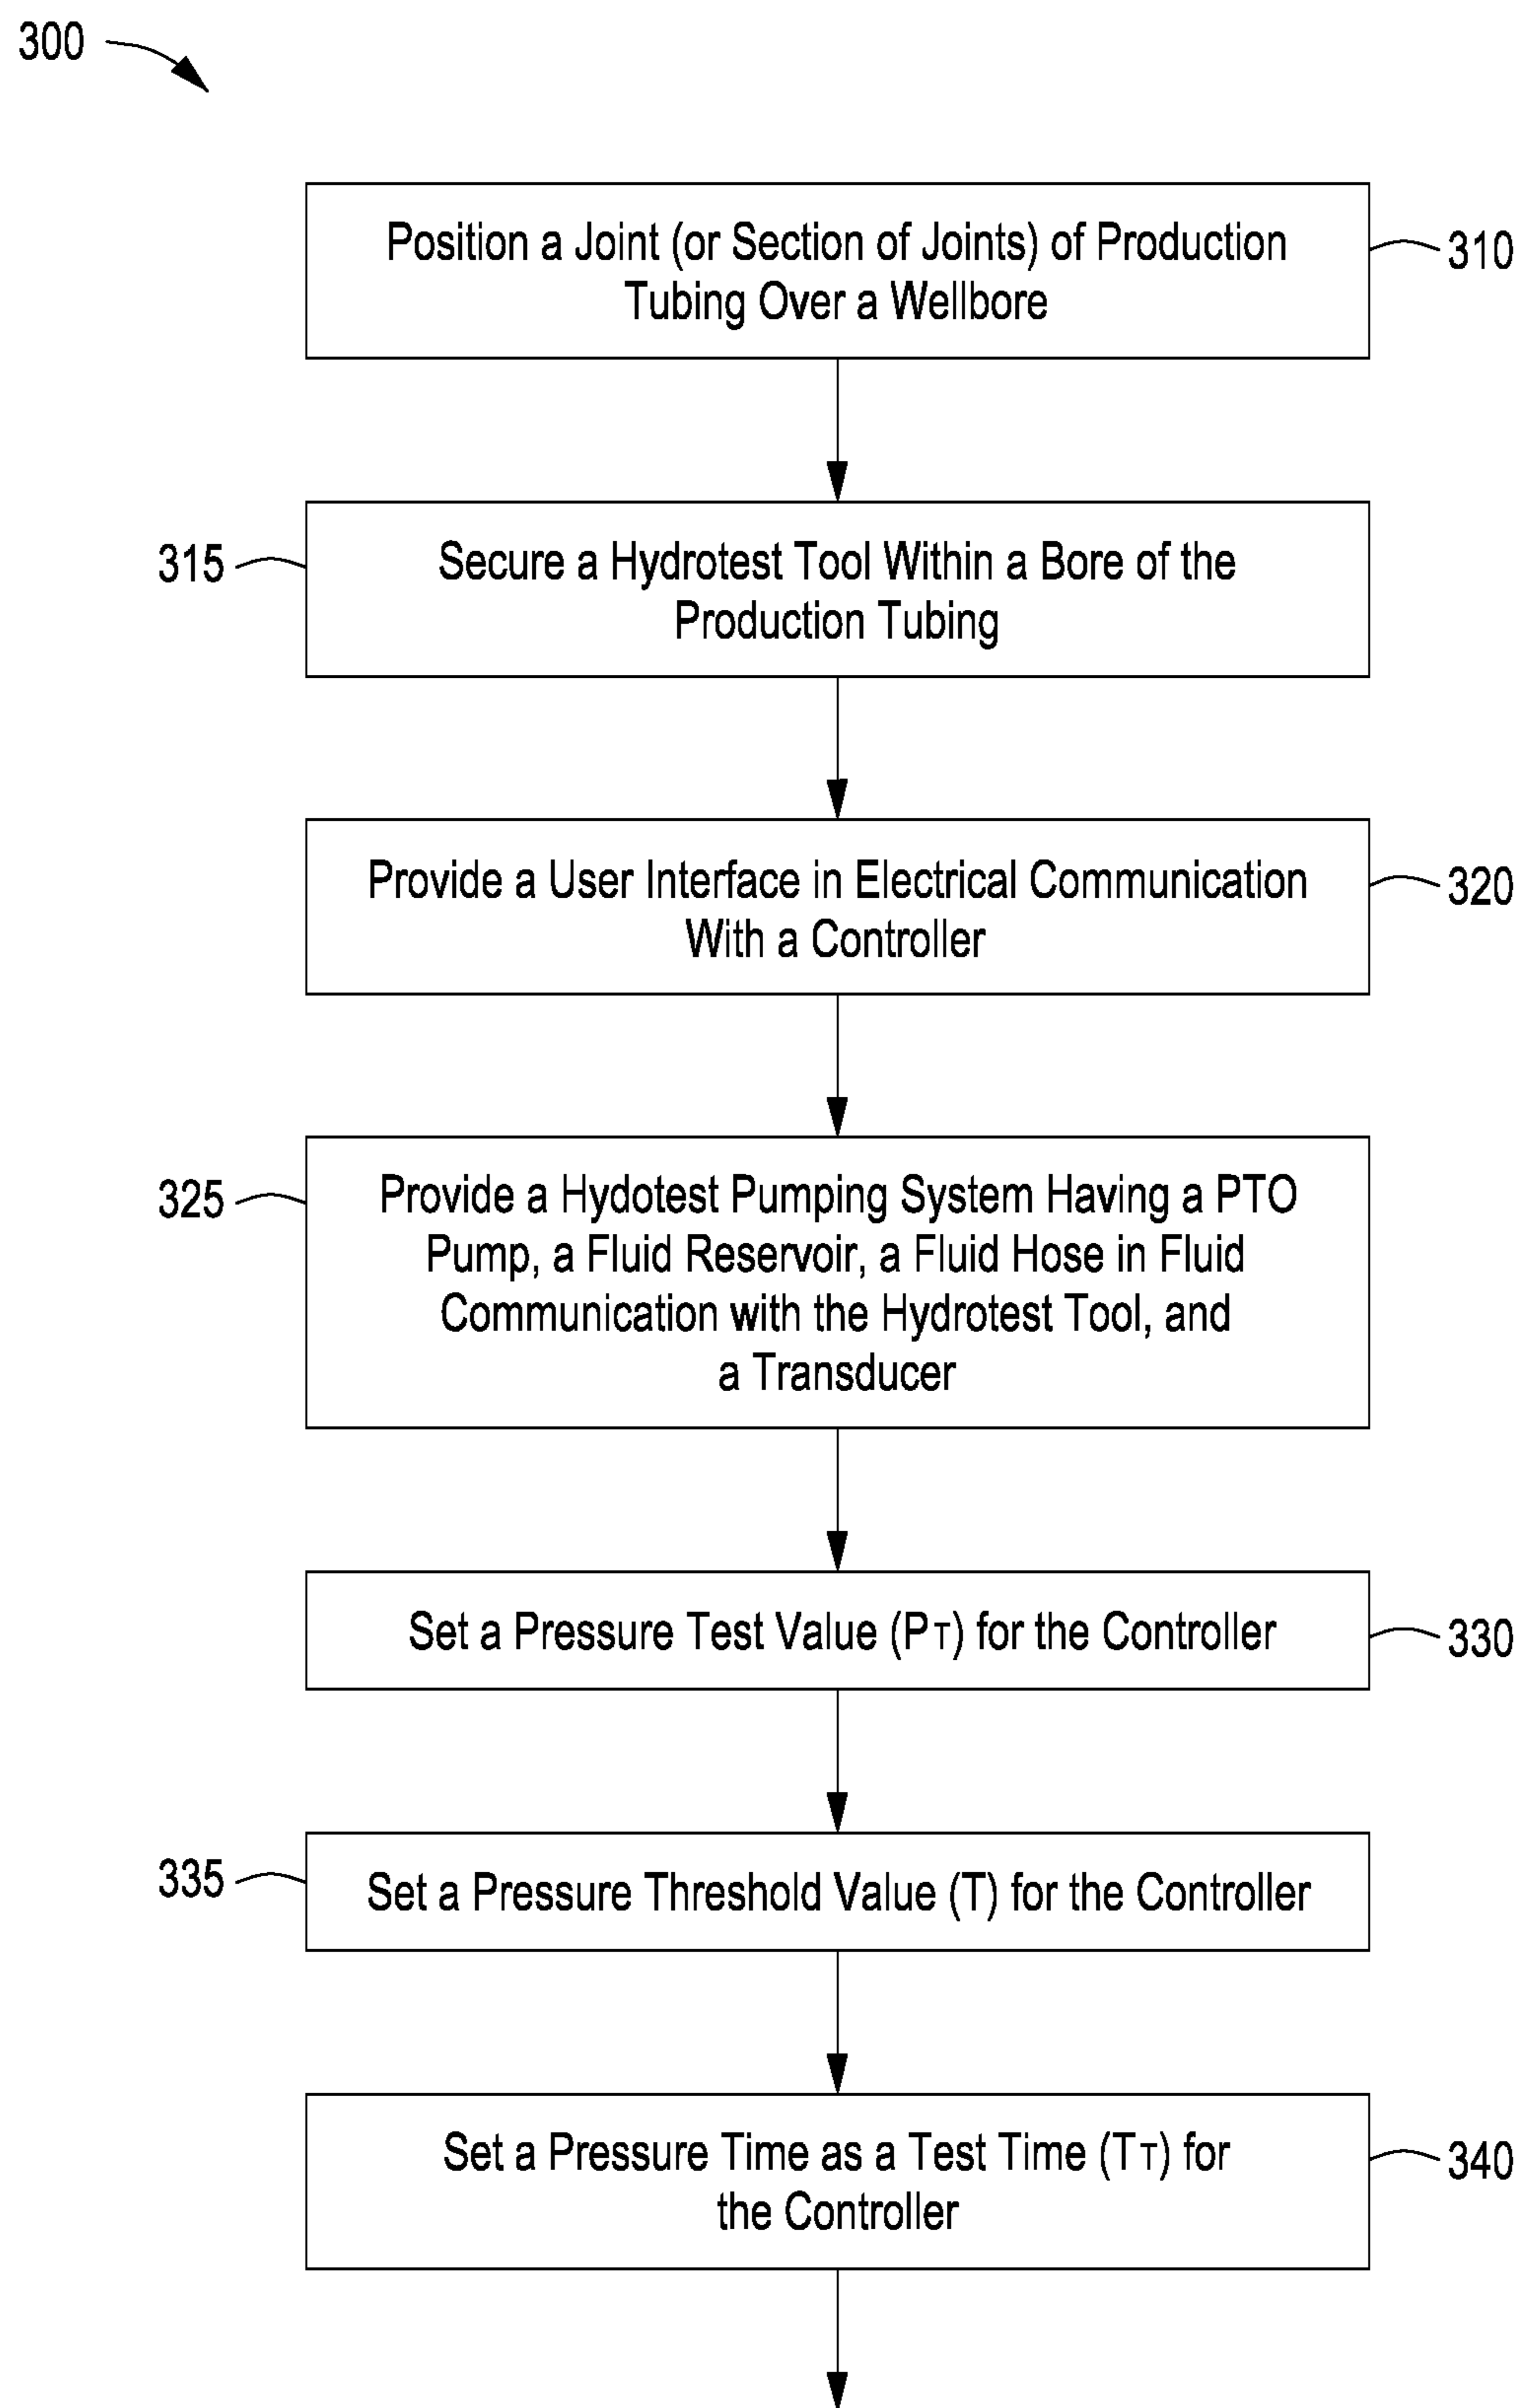 300
Position a Joint (or Section of Joints) of Production
Tubing Over a Wellbore
310
315
Secure a Hydrotest Tool Within a Bore of the
Production Tubing
Provide a User Interface in Electrical Communication
With a Controller
320
325
Provide a Hydotest Pumping System Having a PTO
Pump, a Fluid Reservoir, a Fluid Hose in Fluid
Communication with the Hydrotest Tool, and
a Transducer
Set a Pressure Test Value (PT) for the Controller
330
335
Set a Pressure Threshold Value (T) for the Controller
Set a Pressure Time as a Test Time (TT) for
the Controller
340